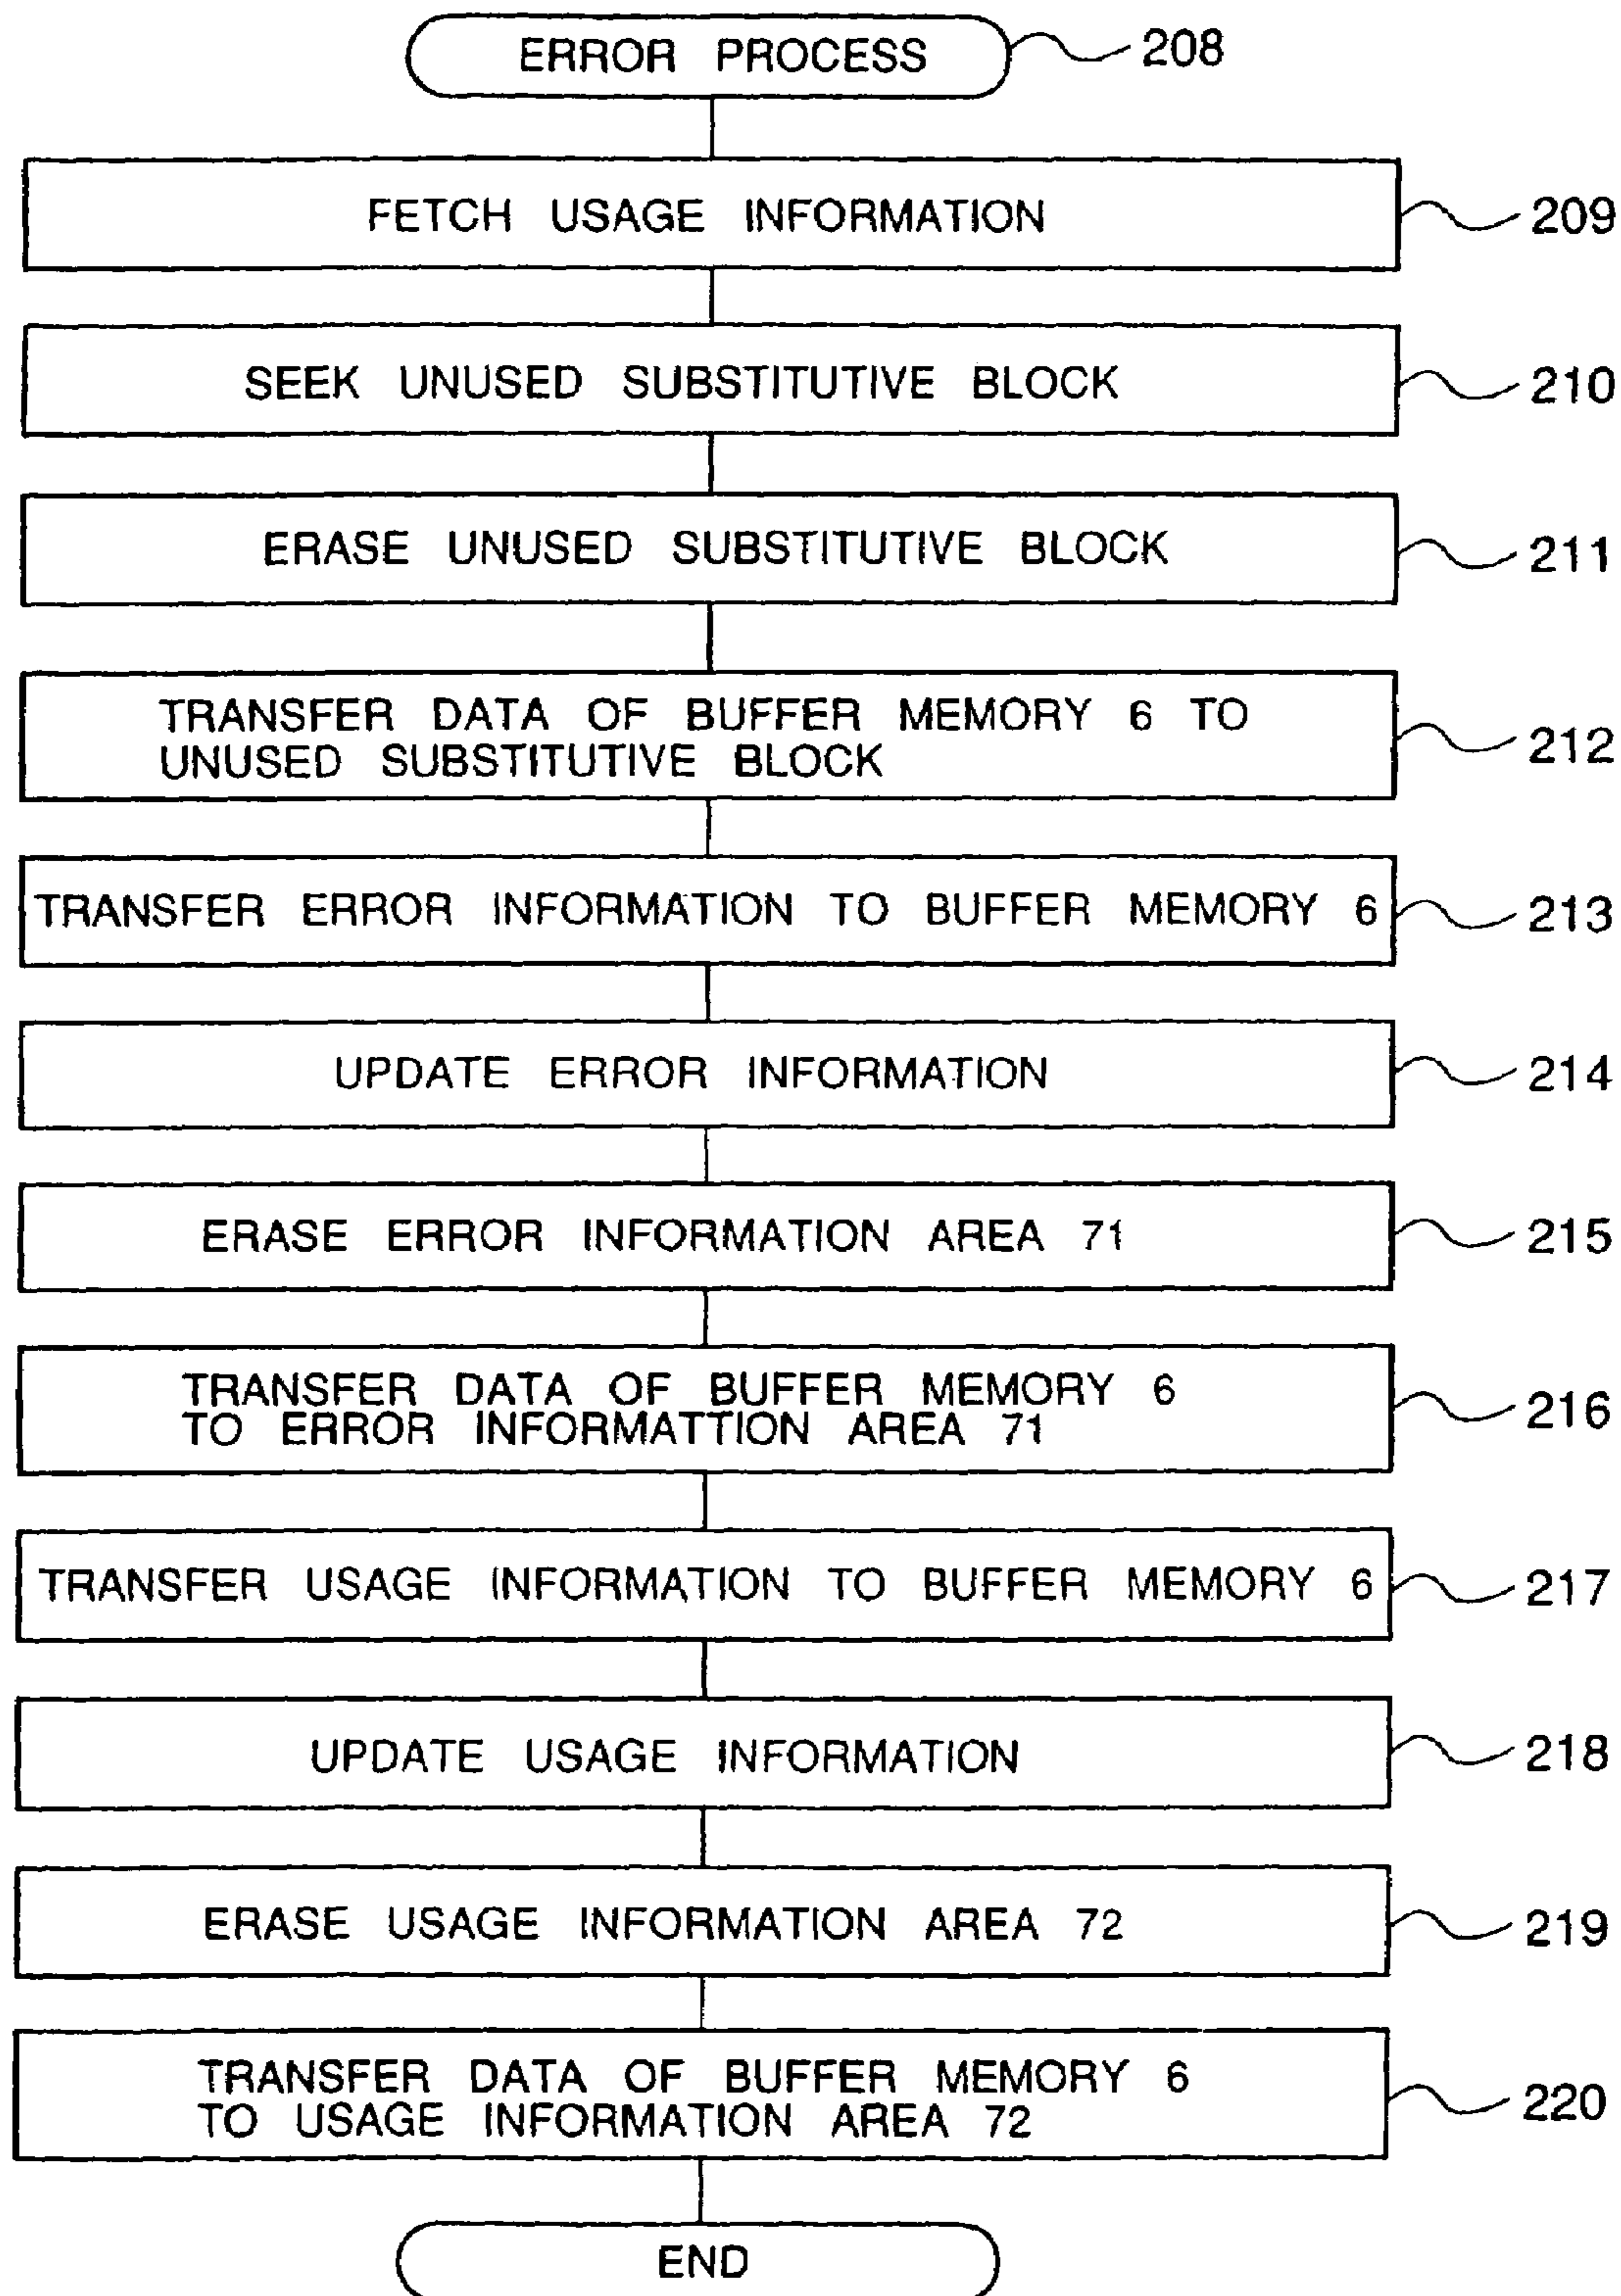 ERROR PROCESS 208
FETCH USAGE INFORMATION 209
SEEK UNUSED SUBSTITUTIVE BLOCK 210
ERASE UNUSED SUBSTITUTIVE BLOCK 211
TRANSFER DATA OF BUFFER MEMORY 6 TO
UNUSED SUBSTITUTIVE BLOCK
212
TRANSFER ERROR INFORMATION TO BUFFER MEMORY 6 213
UPDATE ERROR INFORMATION 214
ERASE ERROR INFORMATION AREA 71 215
TRANSFER DATA OF BUFFER MEMORY 6
TO ERROR INFORMATTION AREA 71
216
TRANSFER USAGE INFORMATION TO BUFFER MEMORY 6 217
UPDATE USAGE INFORMATION 218
ERASE USAGE INFORMATION AREA 72 219
TRANSFER DATA OF BUFFER MEMORY 6
TO USAGE INFORMATION AREA 72
220
END